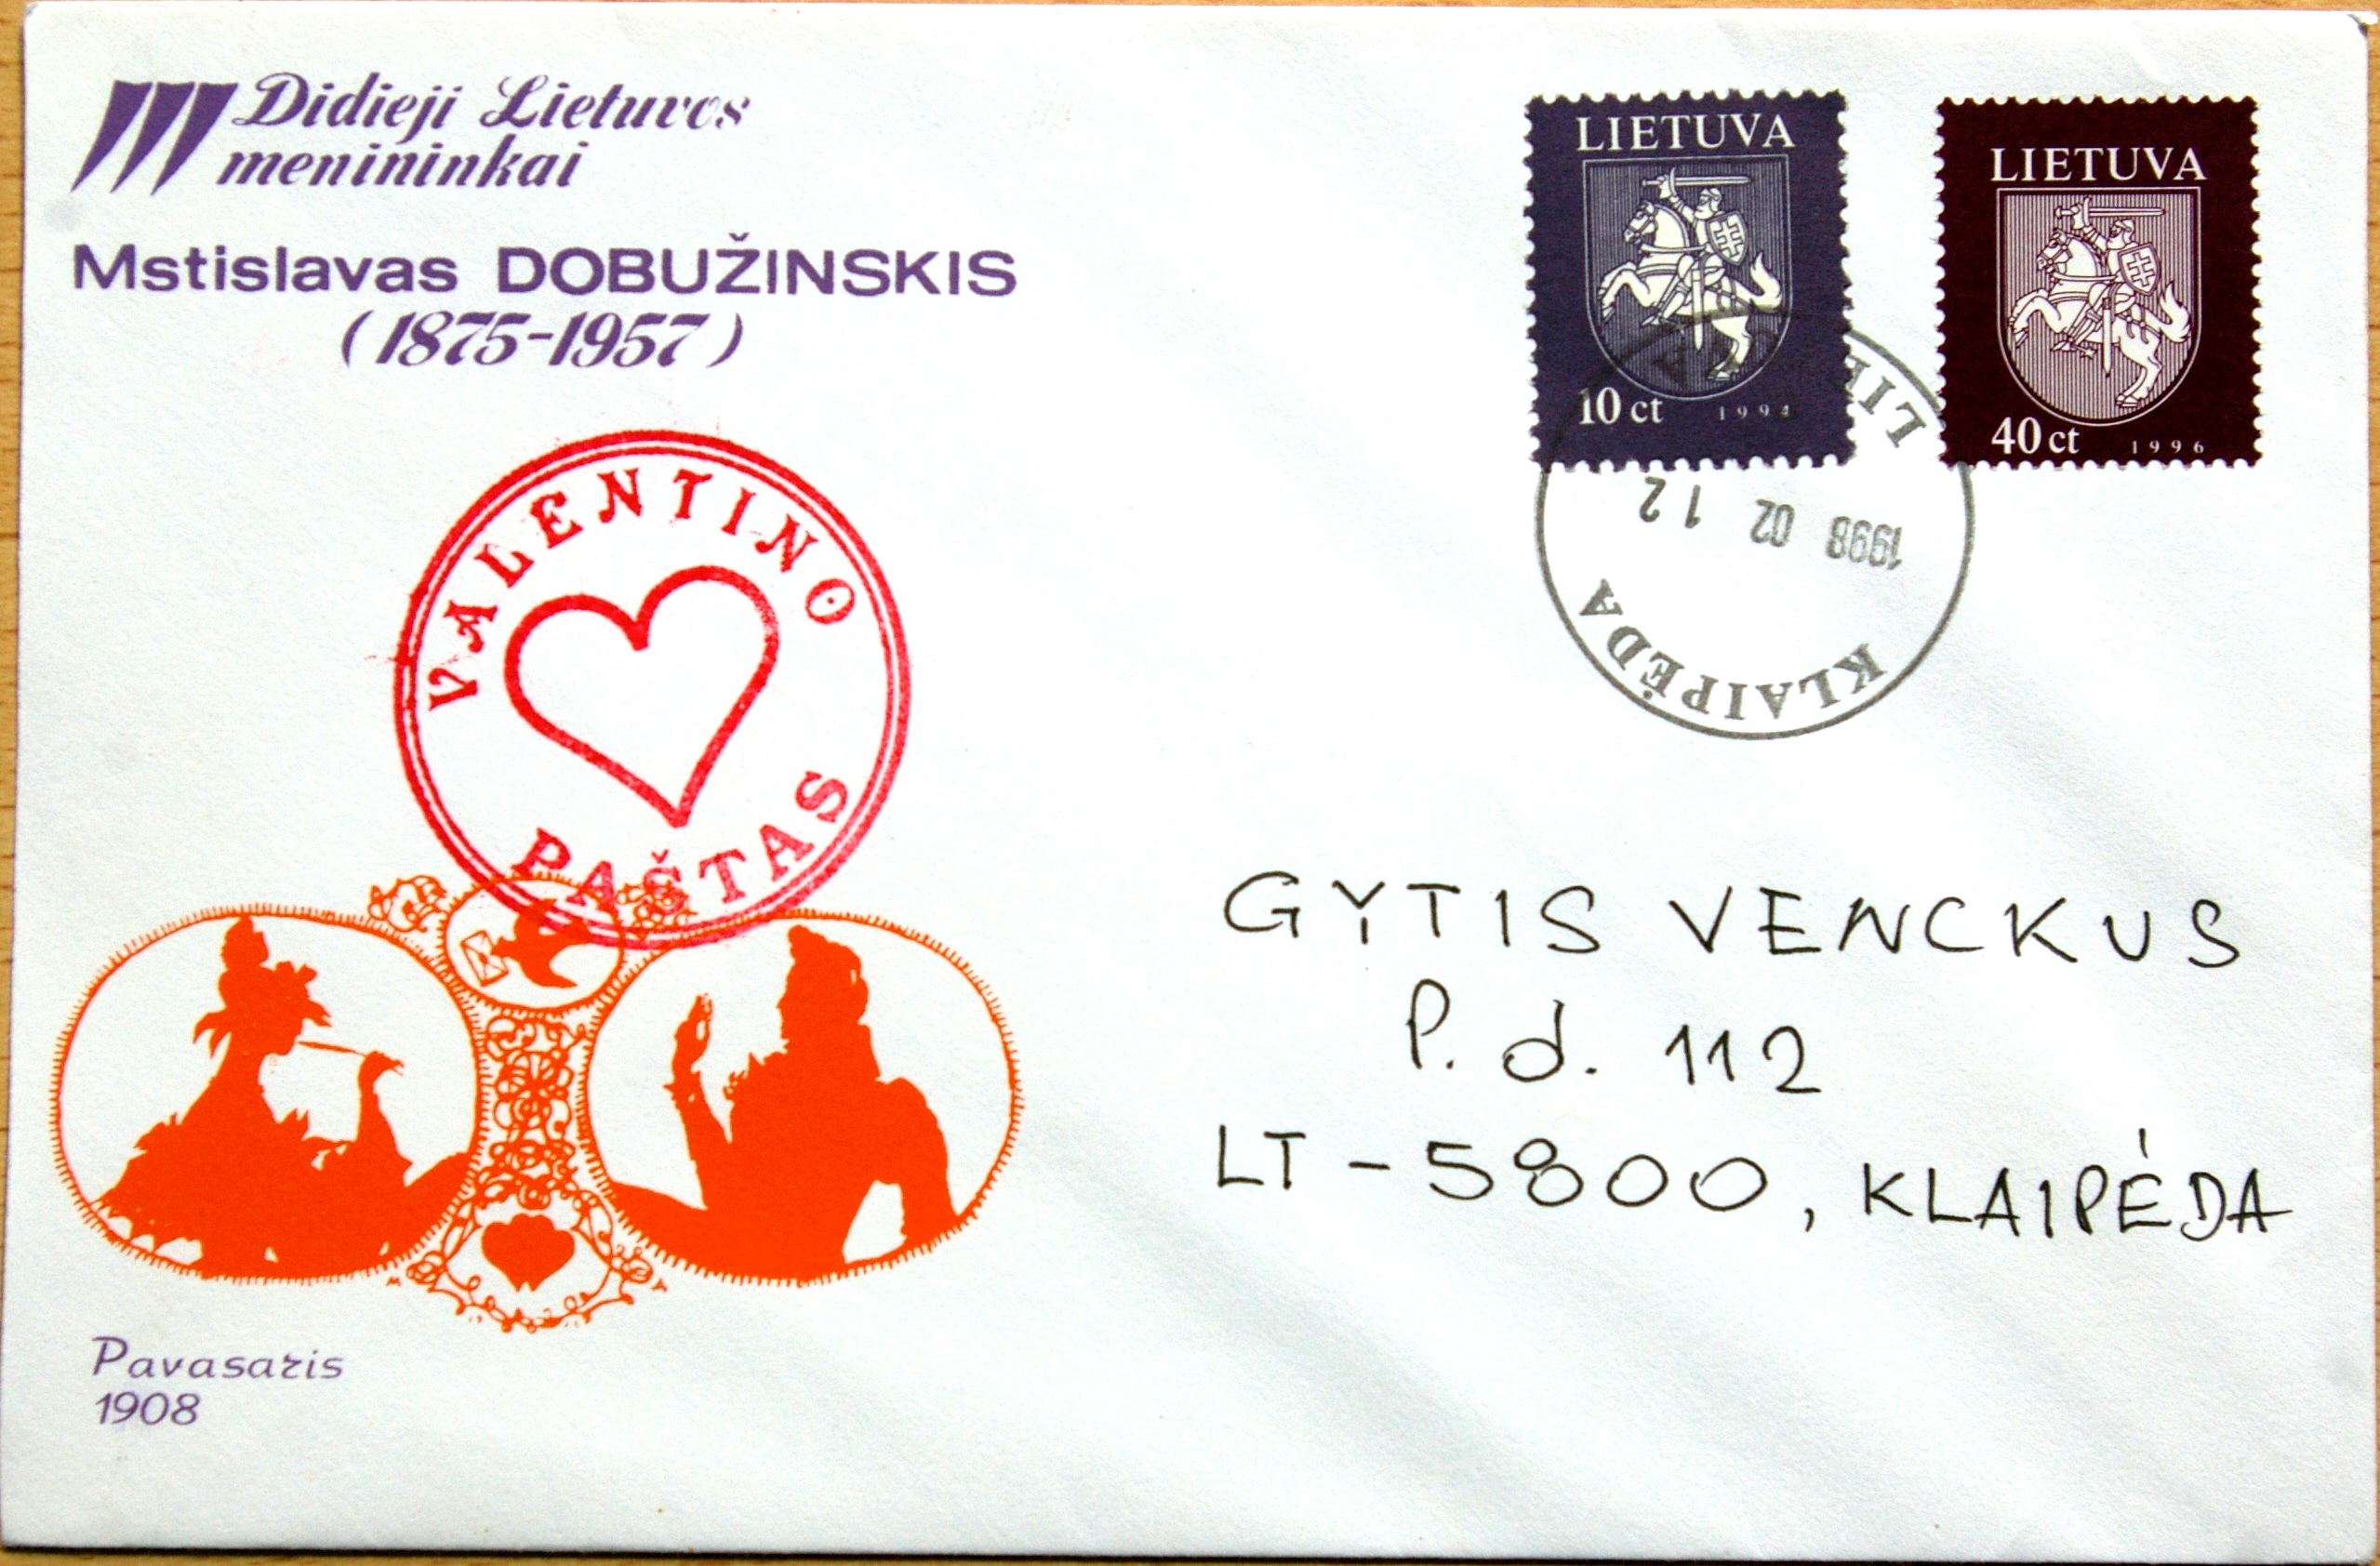 Didieji Lietuvos
menininkai
Mstislavas DOBUŽINSKIS
(1875-1957)
VALENTINO
PAŠTAS
Pavasaris
1908
LIETUVA
10 ct 1994
LIETUVA
40 ct 1996
1998 02 12
KLAIPĖDA
GYTIS VENCKUS
P. d. 112
LT - 5800, KLAIPĖDA